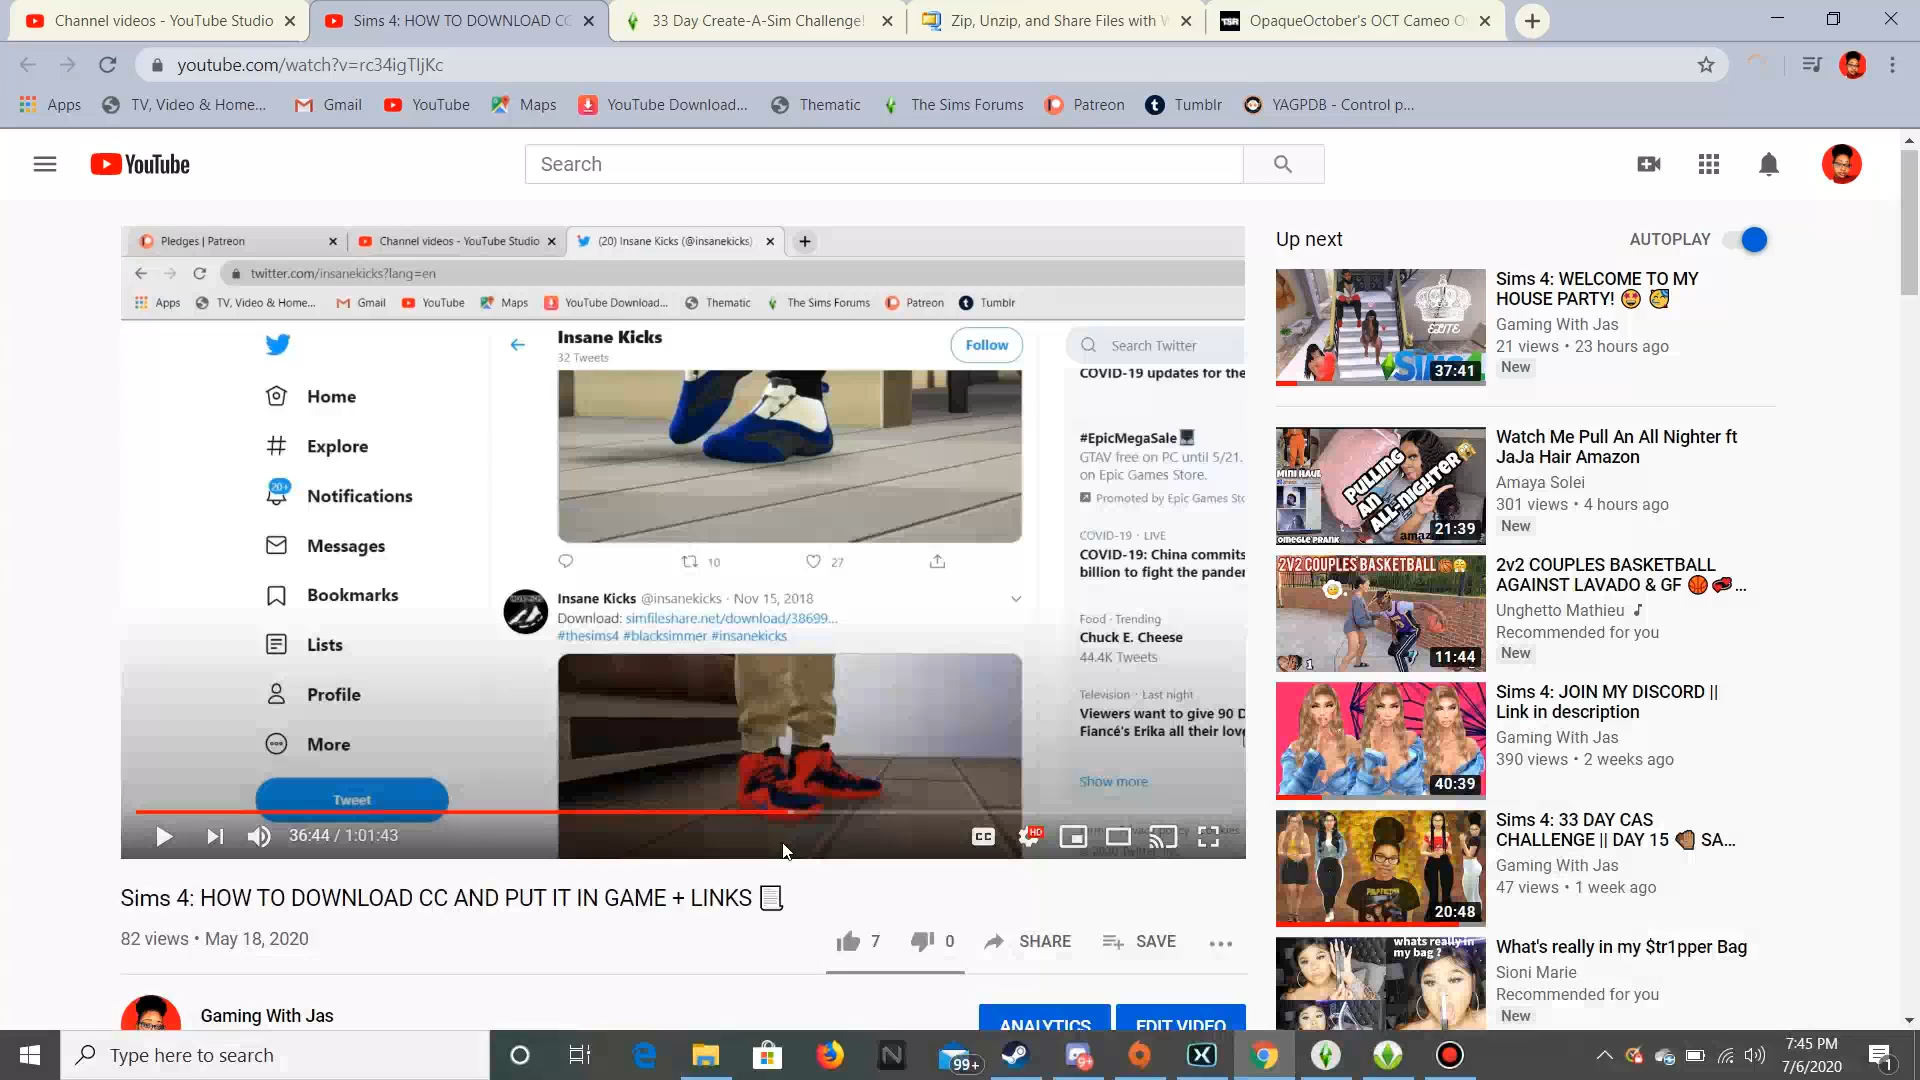 Channel videos - YouTube Studio
Sims 4: HOW TO DOWNLOAD CC
33 Day Create-A-Sim Challenge!
Zip, Unzip, and Share Files with
OpaqueOctober's OCT Cameo
youtube.com/watch?v=rc34igTIjKc
Apps
TV, Video & Home...
Gmail
YouTube
Maps
YouTube Download...
Thematic
The Sims Forums
Patreon
Tumblr
YAGPDB - Control p...
YouTube
Search
Pledges | Patreon
Channel videos - YouTube Studio
(20) Insane Kicks (@insanekicks)
twitter.com/insanekicks?lang=en
Apps
TV, Video & Home...
Gmail
YouTube
Maps
YouTube Download...
Thematic
The Sims Forums
Patreon
Tumblr
Home
Explore
20+
Notifications
Messages
Bookmarks
Lists
Profile
More
Tweet
Insane Kicks
32 Tweets
Follow
10
27
Insane Kicks @insanekicks · Nov 15, 2018
Download: simfileshare.net/download/38699...
#thesims4 #blacksimmer #insanekicks
Search Twitter
COVID-19 updates for the
#EpicMegaSale
GTAV free on PC until 5/21.
on Epic Games Store.
Promoted by Epic Games Sto
COVID-19 · LIVE
COVID-19: China commits
billion to fight the pander
Food · Trending
Chuck E. Cheese
44.4K Tweets
Television · Last night
Viewers want to give 90 D
Fiancé's Erika all their love
Show more
36:44 / 1:01:43
CC
HD
Sims 4: HOW TO DOWNLOAD CC AND PUT IT IN GAME + LINKS
82 views • May 18, 2020
7
0
SHARE
SAVE
Gaming With Jas
ANALYTICS
EDIT VIDEO
Up next
AUTOPLAY
ELITE
SIMS 4
37:41
Sims 4: WELCOME TO MY
HOUSE PARTY!
Gaming With Jas
21 views • 23 hours ago
New
MINI HAUL
PULLING
AN
ALL-NIGHTER
OMEGLE PRANK
21:39
Watch Me Pull An All Nighter ft
JaJa Hair Amazon
Amaya Solei
301 views • 4 hours ago
New
2V2 COUPLES BASKETBALL
11:44
2v2 COUPLES BASKETBALL
AGAINST LAVADO & GF
Unghetto Mathieu
Recommended for you
New
40:39
Sims 4: JOIN MY DISCORD ||
Link in description
Gaming With Jas
390 views • 2 weeks ago
20:48
Sims 4: 33 DAY CAS
CHALLENGE || DAY 15 SA...
Gaming With Jas
47 views • 1 week ago
whats really in
my bag ?
What's really in my $tr1pper Bag
Sioni Marie
Recommended for you
New
Type here to search
99+
9+
7:45 PM
7/6/2020
1